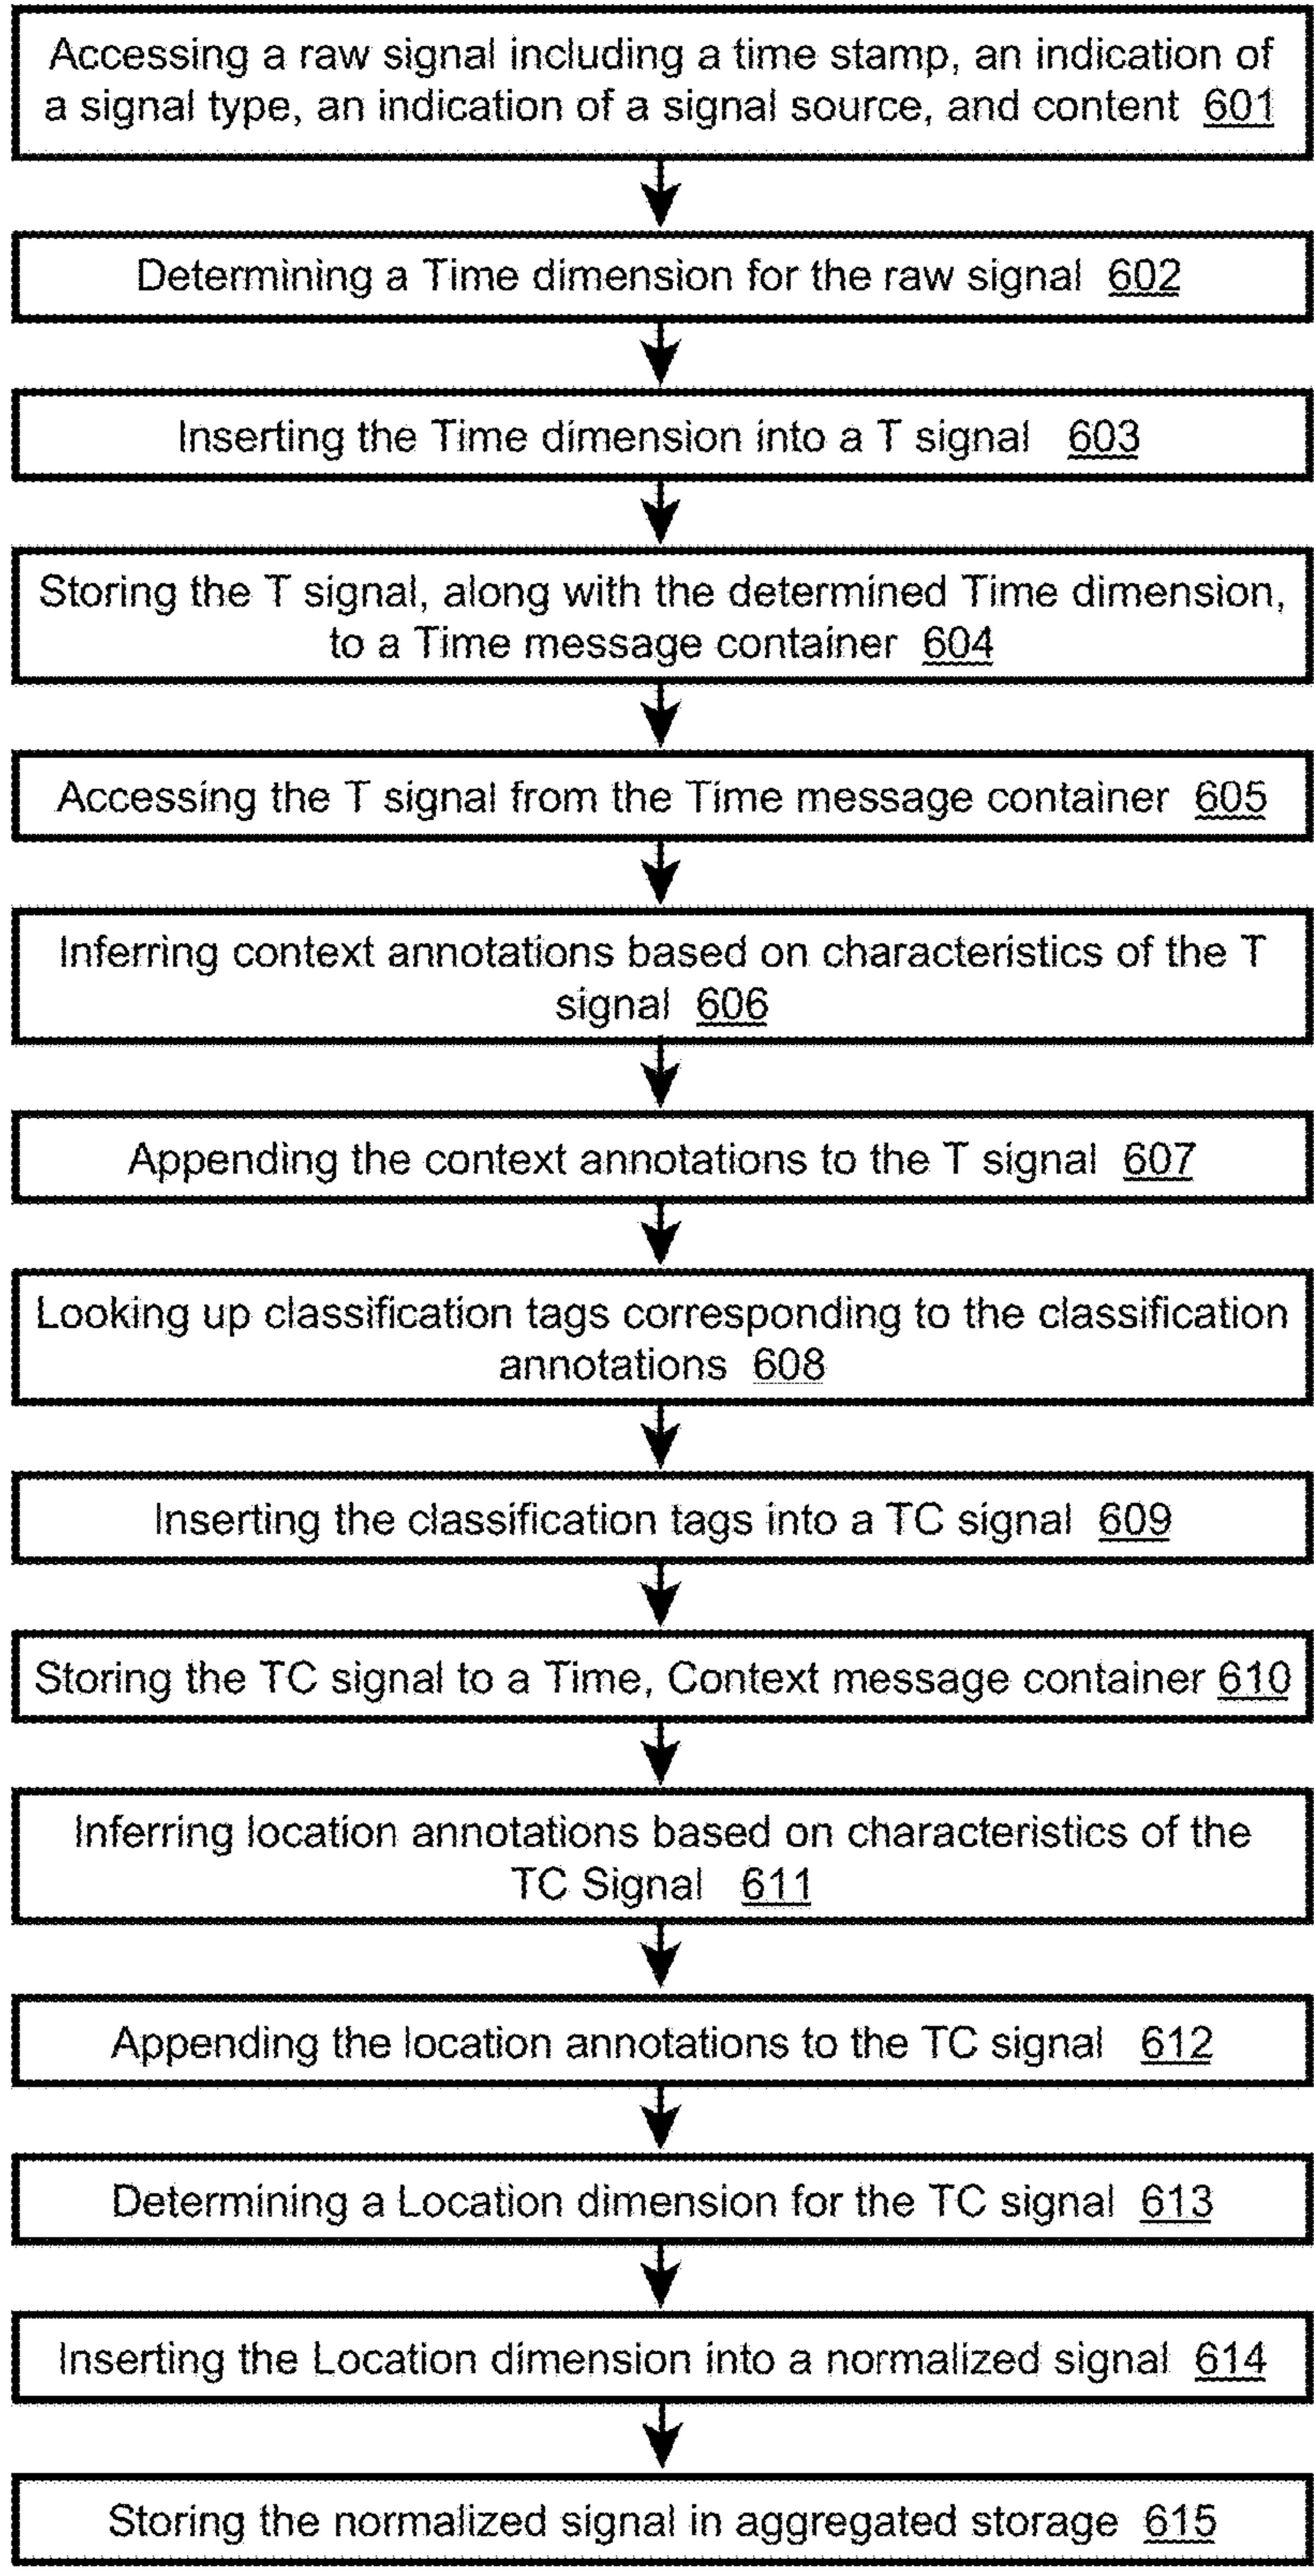 Accessing a raw signal including a time stamp, an indication of
a signal type, an indication of a signal source, and content 601
Determining a Time dimension for the raw signal 602
Inserting the Time dimension into a T signal 603
Storing the T signal, along with the determined Time dimension,
to a Time message container 604
Accessing the T signal from the Time message container 605
Inferring context annotations based on characteristics of the T
signal 606
Appending the context annotations to the T signal 607
Looking up classification tags corresponding to the classification
annotations 608
Inserting the classification tags into a TC signal 609
Storing the TC signal to a Time, Context message container 610
Inferring location annotations based on characteristics of the
TC Signal 611
Appending the location annotations to the TC signal 612
Determining a Location dimension for the TC signal 613
Inserting the Location dimension into a normalized signal 614
Storing the normalized signal in aggregated storage 615